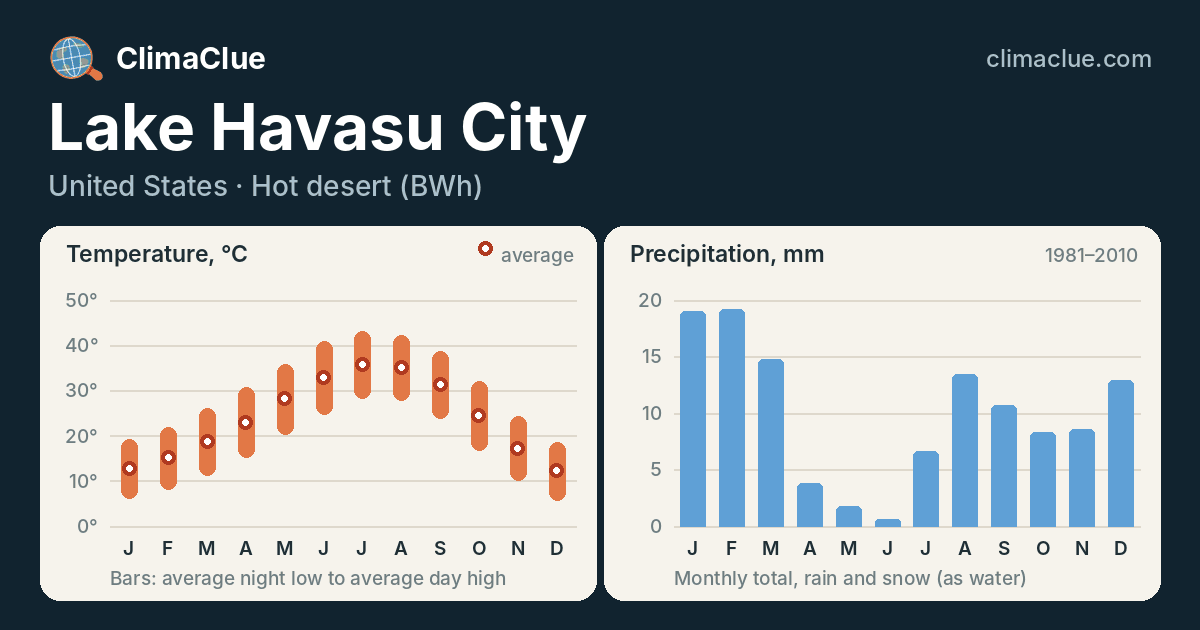 ClimaClue
climaclue.com
Lake Havasu City
United States · Hot desert (BWh)
Temperature, °C
average
50°
40°
30°
20°
10°
0°
J F M A M J J A S O N D
Bars: average night low to average day high
Precipitation, mm
1981–2010
20
15
10
5
0
J F M A M J J A S O N D
Monthly total, rain and snow (as water)